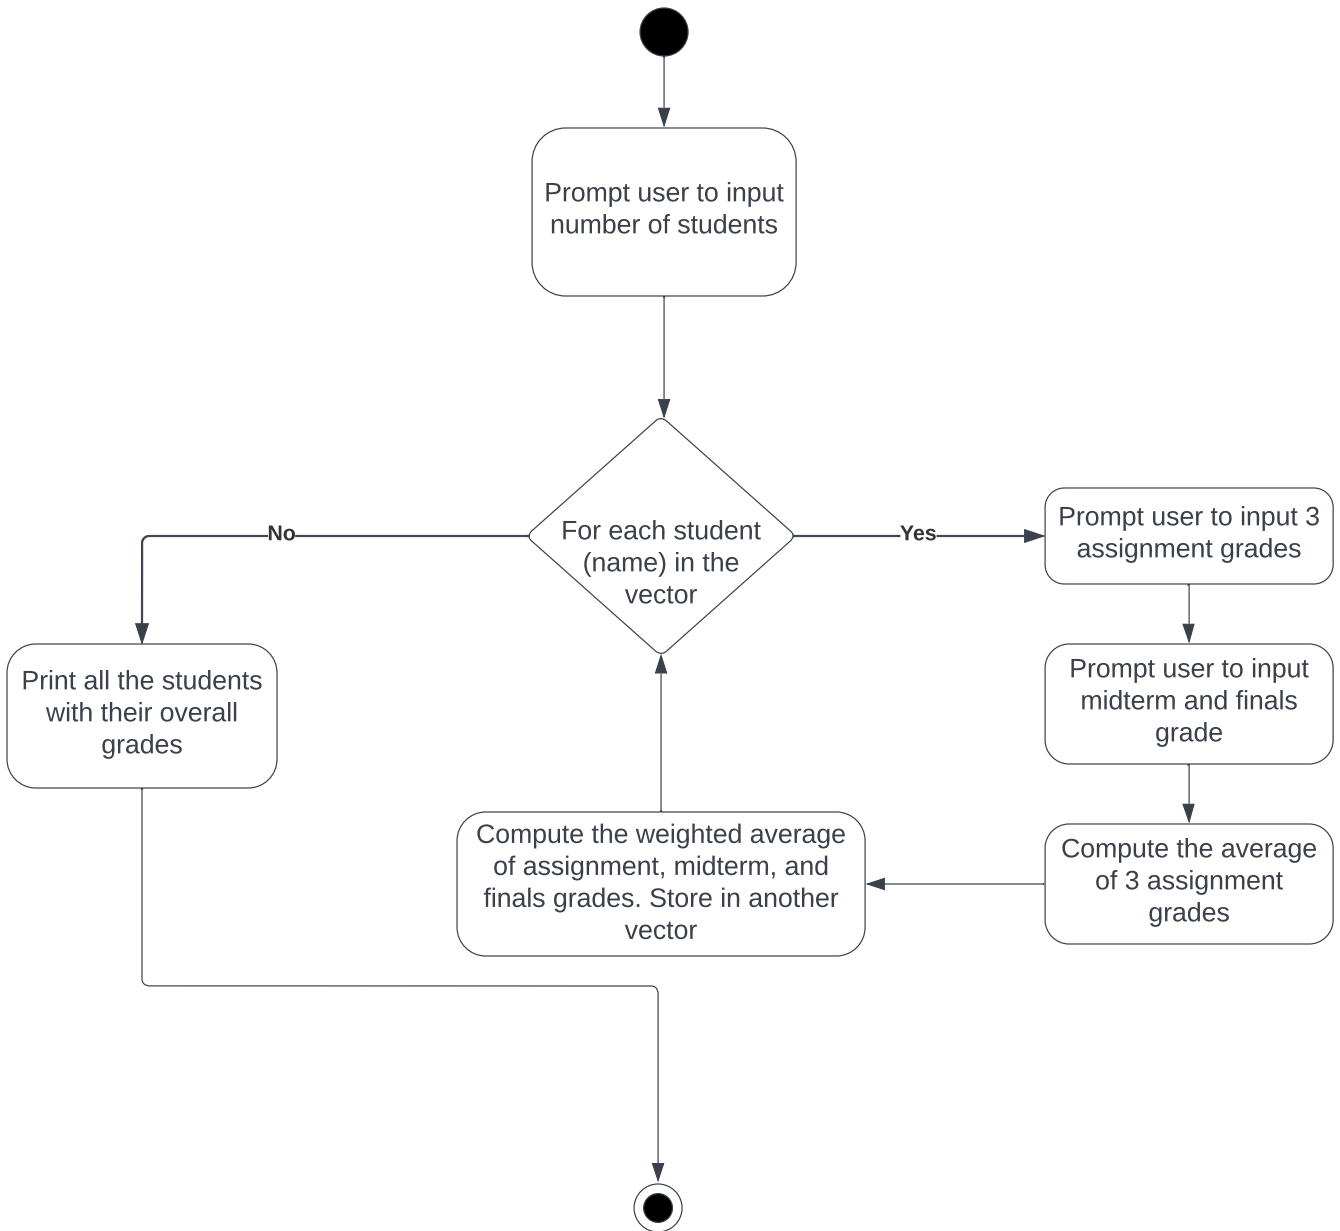 Prompt user to input
number of students
For each student
(name) in the
vector
No
Yes
Prompt user to input 3
assignment grades
Prompt user to input
midterm and finals
grade
Compute the average
of 3 assignment
grades
Compute the weighted average
of assignment, midterm, and
finals grades. Store in another
vector
Print all the students
with their overall
grades